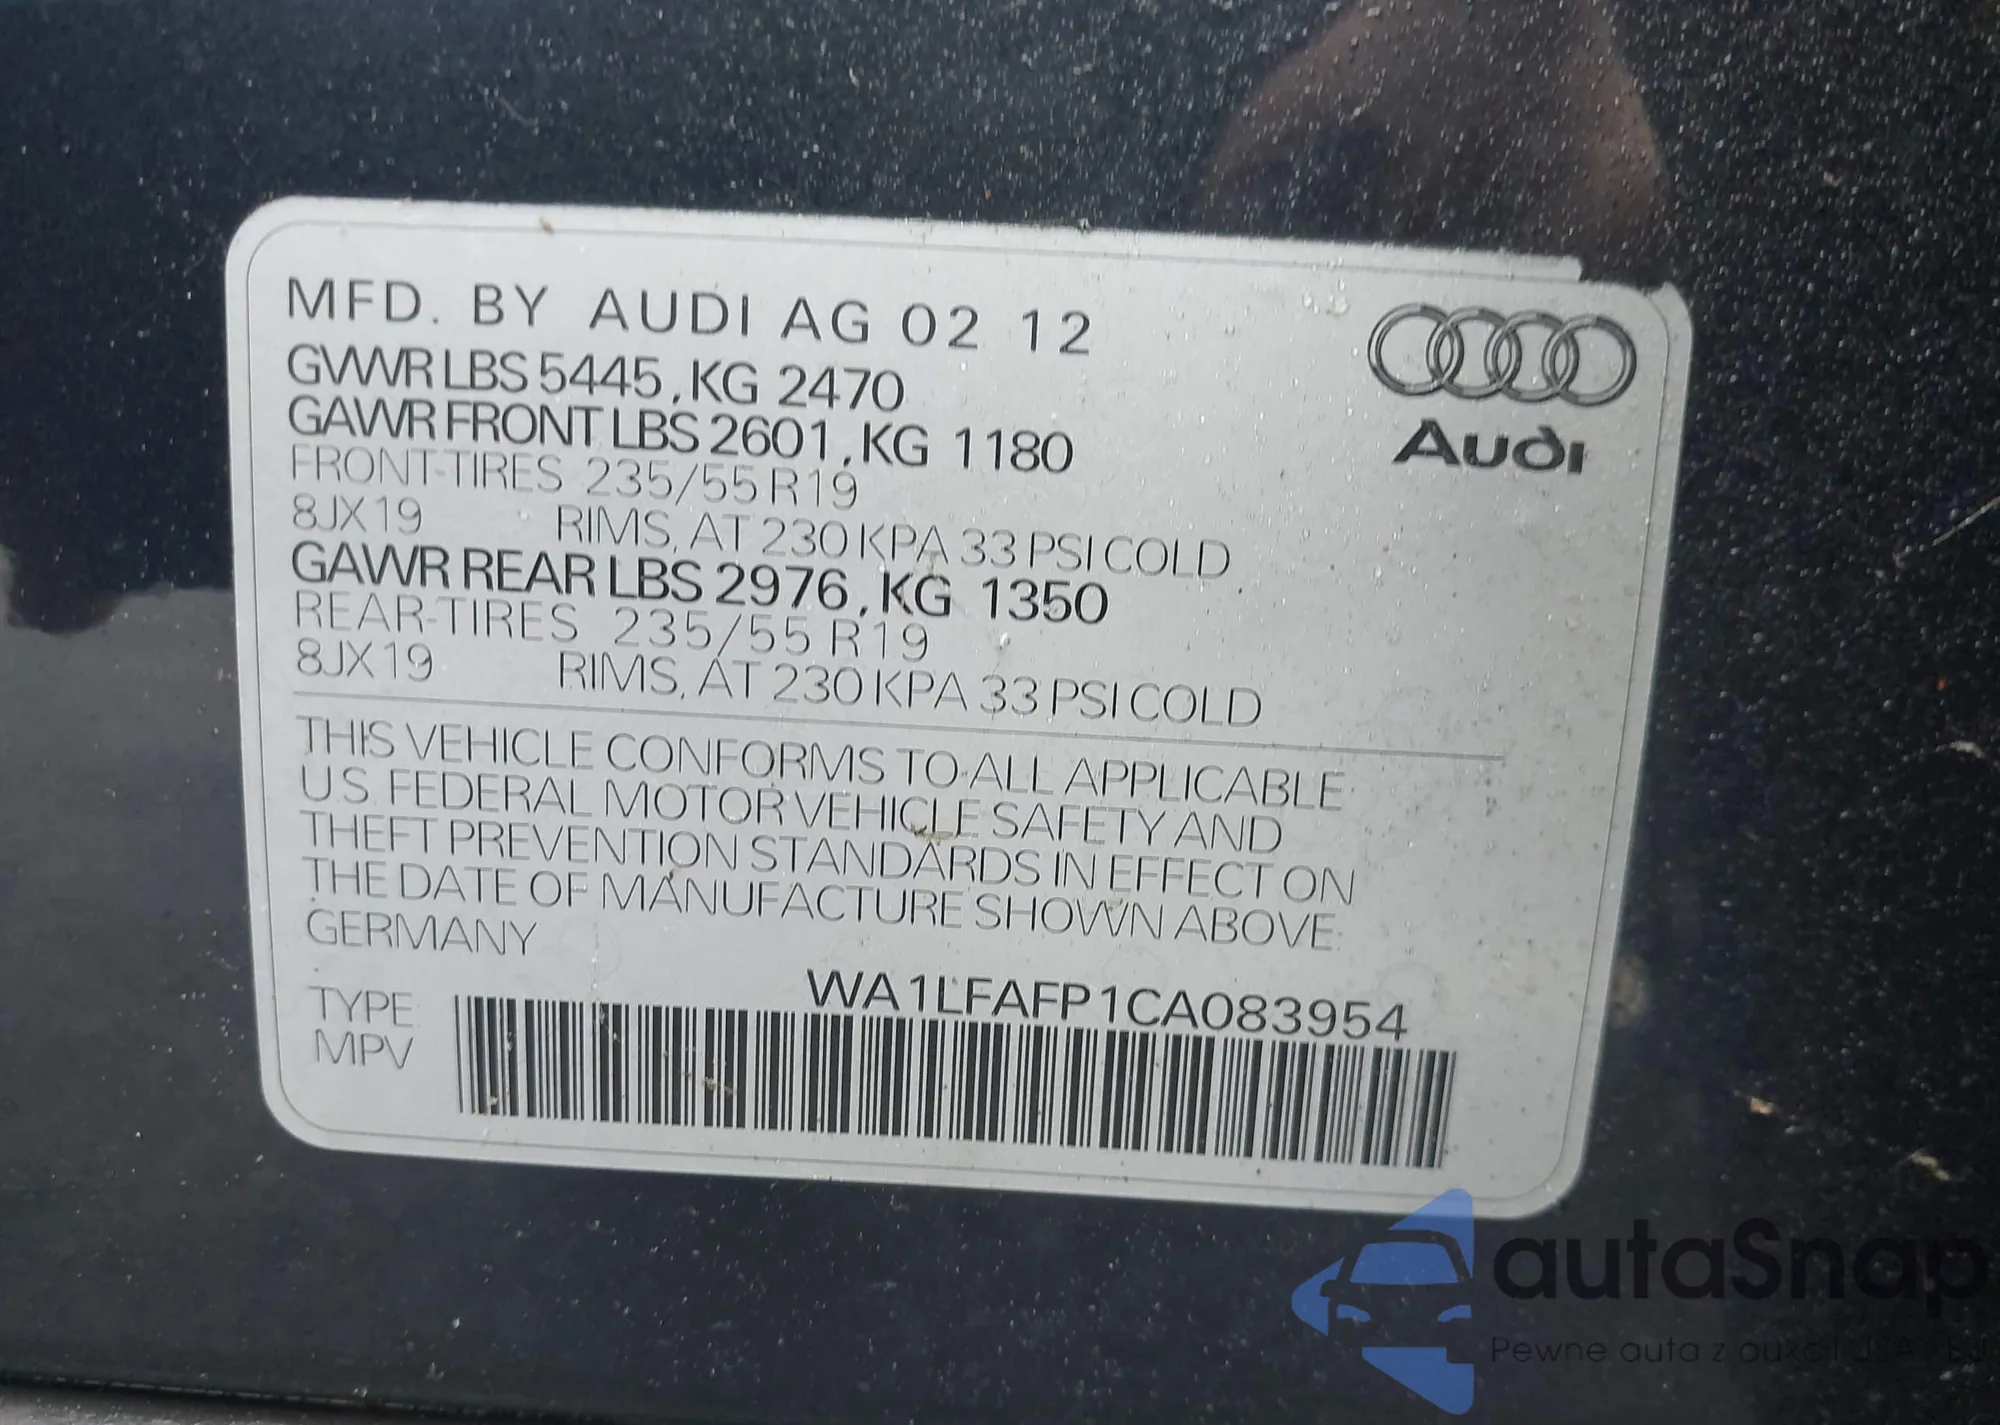 MFD. BY AUDI AG 02 12
GVWR LBS 5445, KG 2470
GAWR FRONT LBS 2601, KG 1180
FRONT-TIRES 235/55 R19
8JX19 RIMS, AT 230 KPA 33 PSI COLD
GAWR REAR LBS 2976, KG 1350
REAR-TIRES 235/55 R19
8JX19 RIMS, AT 230 KPA 33 PSI COLD
Audi
THIS VEHICLE CONFORMS TO ALL APPLICABLE
U.S. FEDERAL MOTOR VEHICLE SAFETY AND
THEFT PREVENTION STANDARDS IN EFFECT ON
THE DATE OF MANUFACTURE SHOWN ABOVE.
GERMANY
WA1LFAFP1CA083954
TYPE:
MPV
autaSnap
Pewne auta z aukcji USA